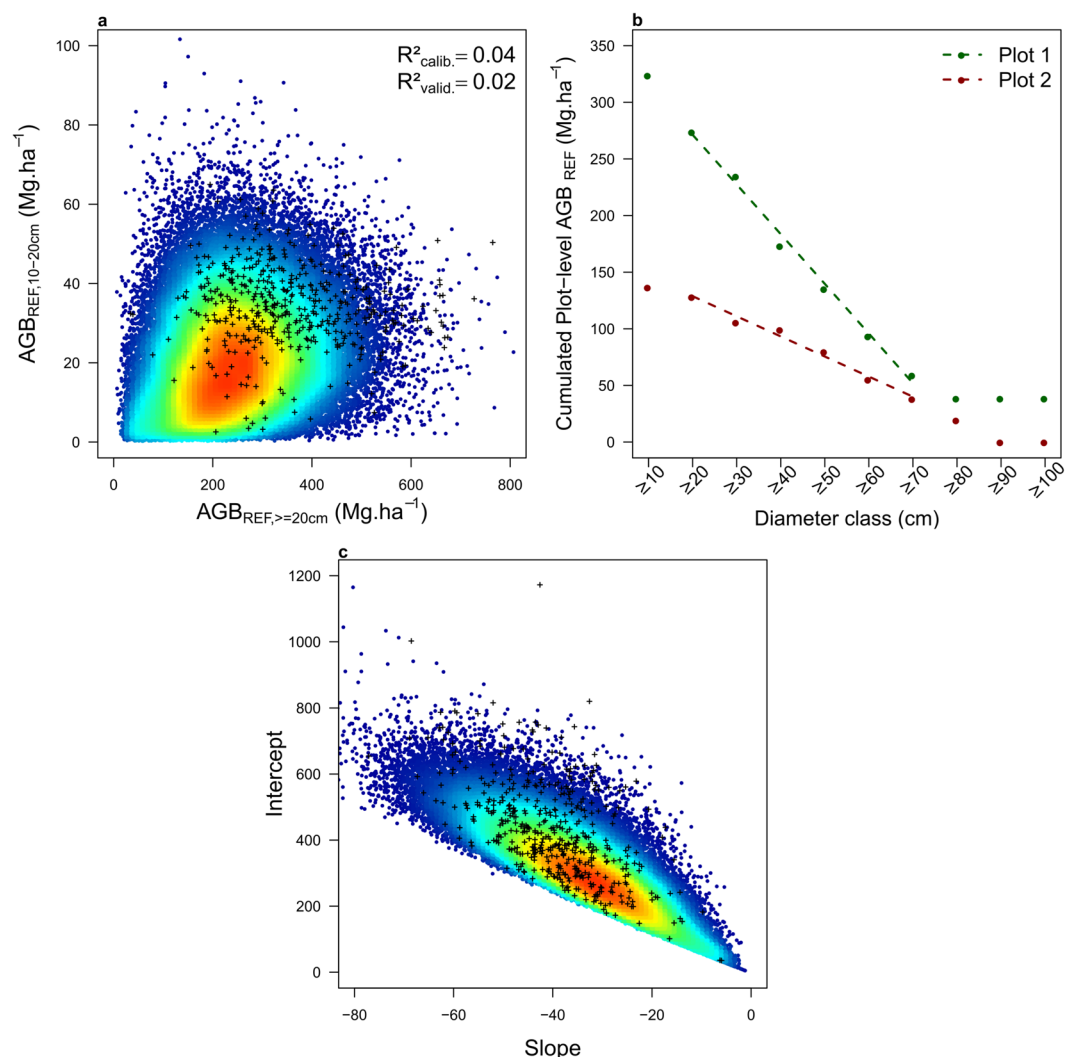 a
R²calib.= 0.04
R²valid.= 0.02
AGBREF,10−20cm (Mg.ha−1)
100
80
60
40
20
0
0 200 400 600 800
AGBREF,>=20cm (Mg.ha−1)
b
Plot 1
Plot 2
Cumulated Plot−level AGB REF (Mg.ha−1)
350
300
250
200
150
100
50
0
≥10 ≥20 ≥30 ≥40 ≥50 ≥60 ≥70 ≥80 ≥90 ≥100
Diameter class (cm)
c
Intercept
1200
1000
800
600
400
200
0
−80 −60 −40 −20 0
Slope